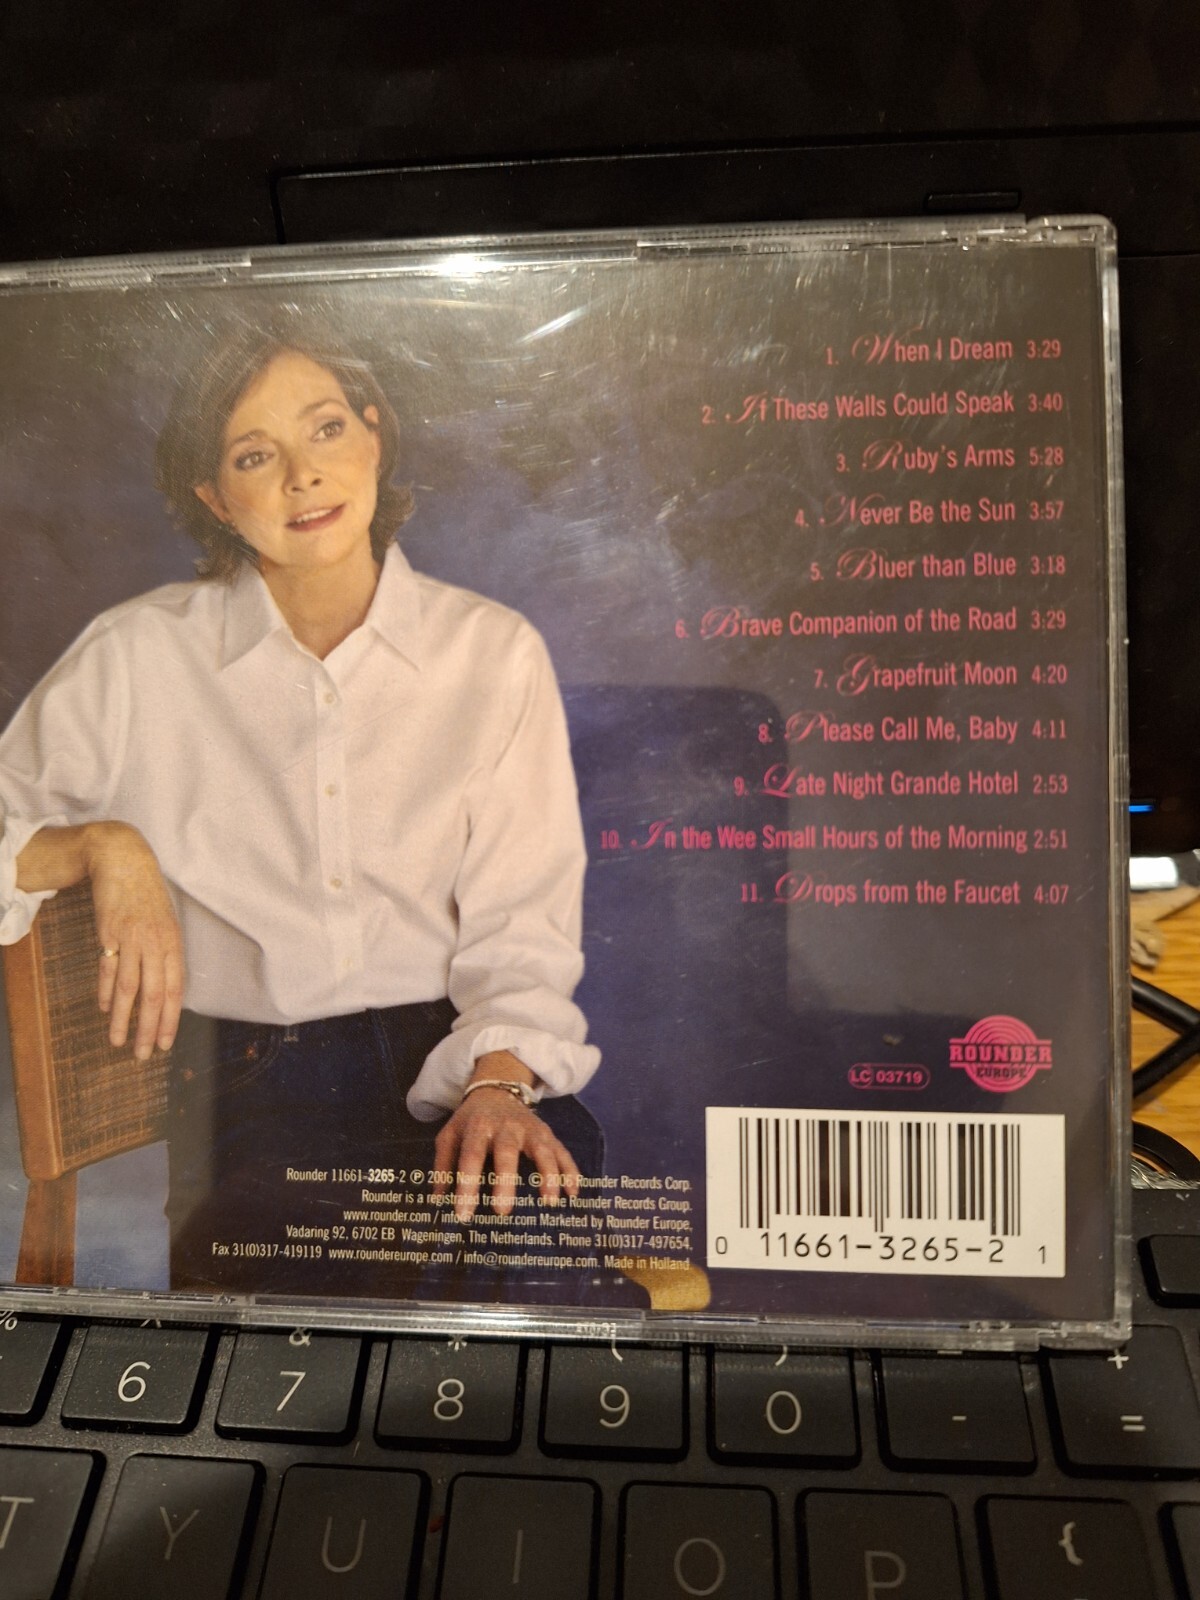 1. When I Dream 3:29
2. If These Walls Could Speak 3:40
3. Ruby's Arms 5:28
4. Never Be the Sun 3:57
5. Bluer than Blue 3:18
6. Brave Companion of the Road 3:29
7. Grapefruit Moon 4:20
8. Please Call Me, Baby 4:11
9. Late Night Grande Hotel 2:53
10. In the Wee Small Hours of the Morning 2:51
11. Drops from the Faucet 4:07
LC 03719
ROUNDER
EUROPE
Rounder 11661-3265-2 ℗ 2006 Nanci Griffith. © 2006 Rounder Records Corp.
Rounder is a registrated trademark of the Rounder Records Group.
www.rounder.com / info@rounder.com Marketed by Rounder Europe,
Vadaring 92, 6702 EB Wageningen, The Netherlands. Phone 31(0)317-497654,
Fax 31(0)317-419119 www.roundereurope.com / info@roundereurope.com. Made in Holland
0 11661-3265-2 1
% ^ & * ( ) _ +
6 7 8 9 0 - =
T Y U I O P {